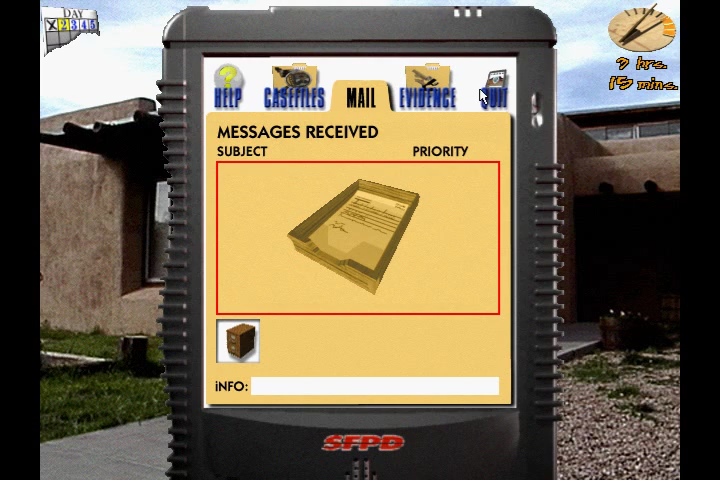 DAY
X 2 3 4 5
9 hrs.
15 mins.
HELP
CASEFILES
MAIL
EVIDENCE
QUIT
MESSAGES RECEIVED
SUBJECT PRIORITY
iNFO:
SFPD